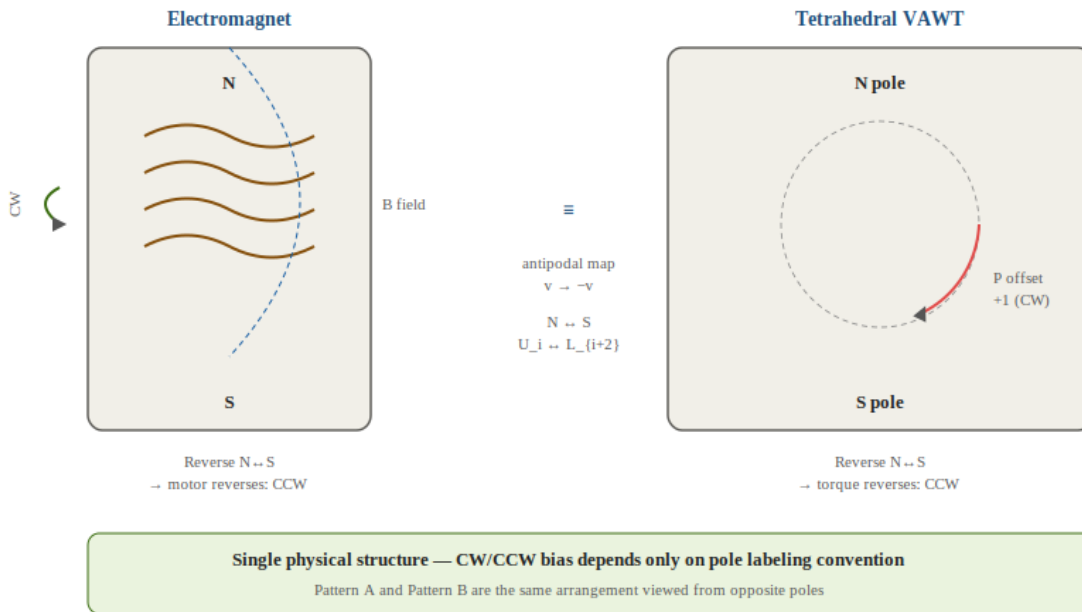 Electromagnet
Tetrahedral VAWT
N
N pole
CW
B field
≡
antipodal map
v → −v
N ↔ S
U_i ↔ L_{i+2}
P offset
+1 (CW)
S
S pole
Reverse N↔S
→ motor reverses: CCW
Reverse N↔S
→ torque reverses: CCW
Single physical structure — CW/CCW bias depends only on pole labeling convention
Pattern A and Pattern B are the same arrangement viewed from opposite poles